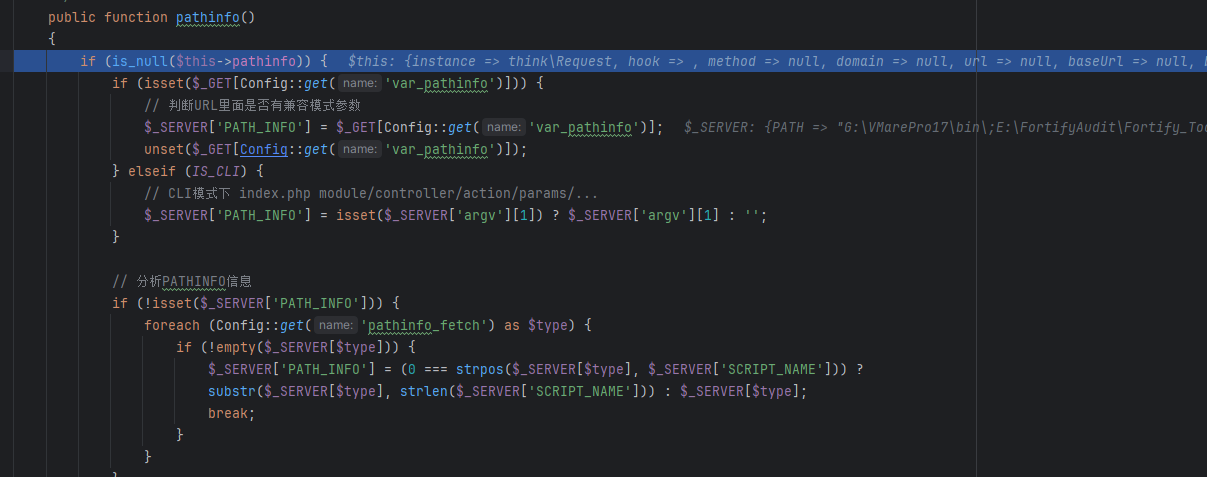 public function pathinfo()
{
if (is_null($this->pathinfo)) { $this: {instance => think\Request, hook => , method => null, domain => null, url => null, baseUrl => null,
if (isset($_GET[Config::get( name: 'var_pathinfo')])) {
// 判断URL里面是否有兼容模式参数
$_SERVER['PATH_INFO'] = $_GET[Config::get( name: 'var_pathinfo')]; $_SERVER: {PATH => "G:\VMarePro17\bin\;E:\FortifyAudit\Fortify_Too
unset($_GET[Config::get( name: 'var_pathinfo')]);
} elseif (IS_CLI) {
// CLI模式下 index.php module/controller/action/params/...
$_SERVER['PATH_INFO'] = isset($_SERVER['argv'][1]) ? $_SERVER['argv'][1] : '';
}
// 分析PATHINFO信息
if (!isset($_SERVER['PATH_INFO'])) {
foreach (Config::get( name: 'pathinfo_fetch') as $type) {
if (!empty($_SERVER[$type])) {
$_SERVER['PATH_INFO'] = (0 === strpos($_SERVER[$type], $_SERVER['SCRIPT_NAME'])) ?
substr($_SERVER[$type], strlen($_SERVER['SCRIPT_NAME'])) : $_SERVER[$type];
break;
}
}